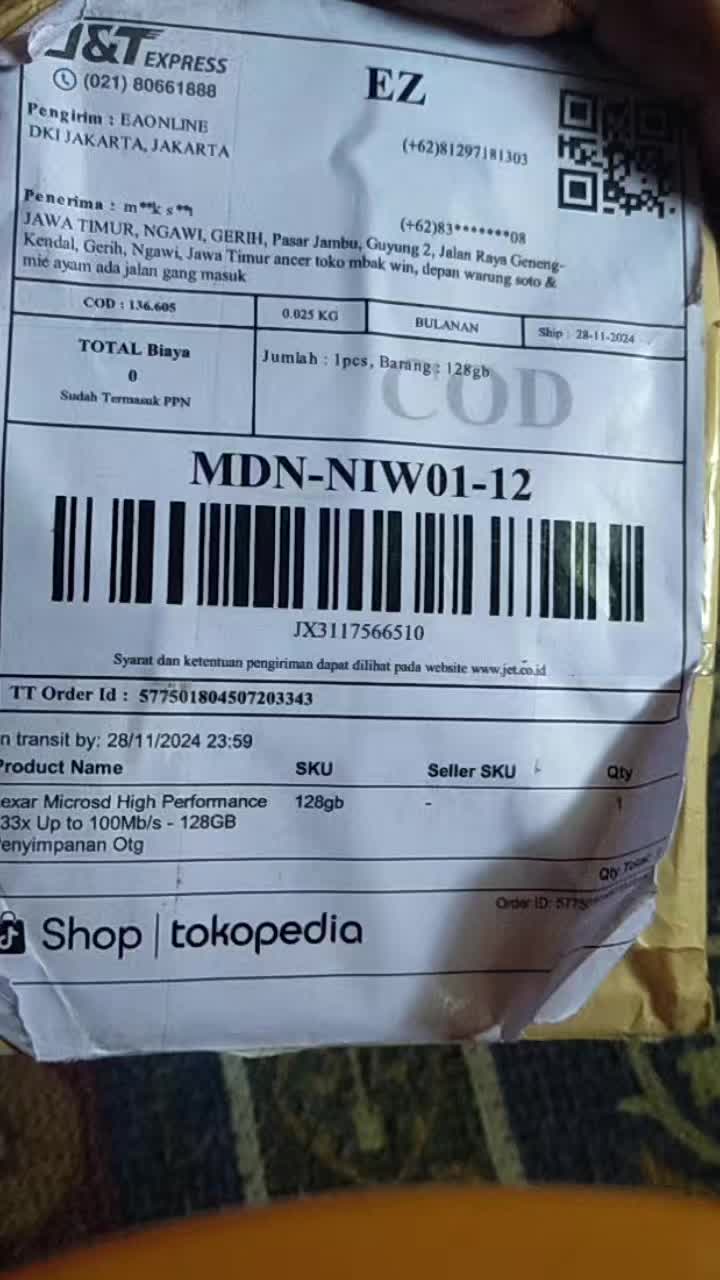 J&T EXPRESS
(021) 80661888
EZ
Pengirim : EAONLINE
DKI JAKARTA, JAKARTA
(+62)81297181303
Penerima : m**k s**i
(+62)83*******08
JAWA TIMUR, NGAWI, GERIH, Pasar Jambu, Guyung 2, Jalan Raya Geneng-
Kendal, Gerih, Ngawi, Jawa Timur ancer toko mbak win, depan warung soto &
mie ayam ada jalan gang masuk
COD : 136.605
0.025 KG
BULANAN
Ship : 28-11-2024
TOTAL Biaya
0
Sudah Termasuk PPN
Jumlah : 1pcs, Barang : 128gb
COD
MDN-NIW01-12
JX3117566510
Syarat dan ketentuan pengiriman dapat dilihat pada website www.jet.co.id
TT Order Id : 577501804507203343
n transit by: 28/11/2024 23:59
Product Name SKU Seller SKU Qty
exar Microsd High Performance 128gb - 1
33x Up to 100Mb/s - 128GB
enyimpanan Otg
Qty Total:
Order ID: 5775
Shop | tokopedia